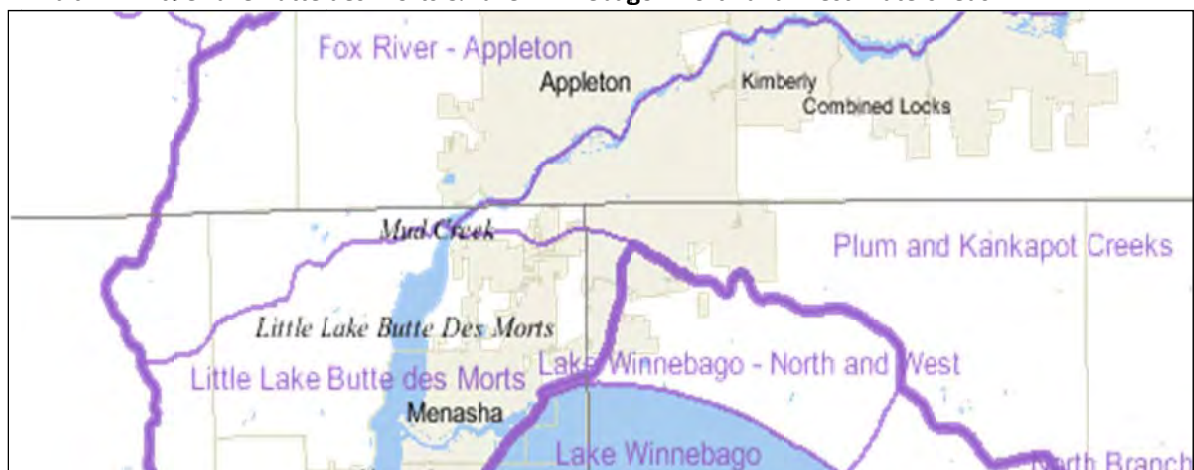 Fox River - Appleton
Appleton
Kimberly
Combined Locks
Mud Creek
Plum and Kankapot Creeks
Little Lake Butte Des Morts
Lake Winnebago - North and West
Little Lake Butte des Morts
Menasha
Lake Winnebago
North Branch